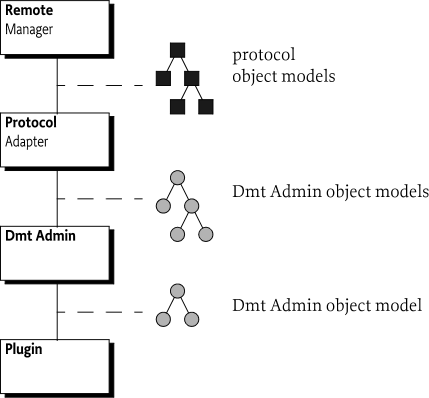 Remote
Manager
protocol
object models
Protocol
Adapter
Dmt Admin object models
Dmt Admin
Dmt Admin object model
Plugin